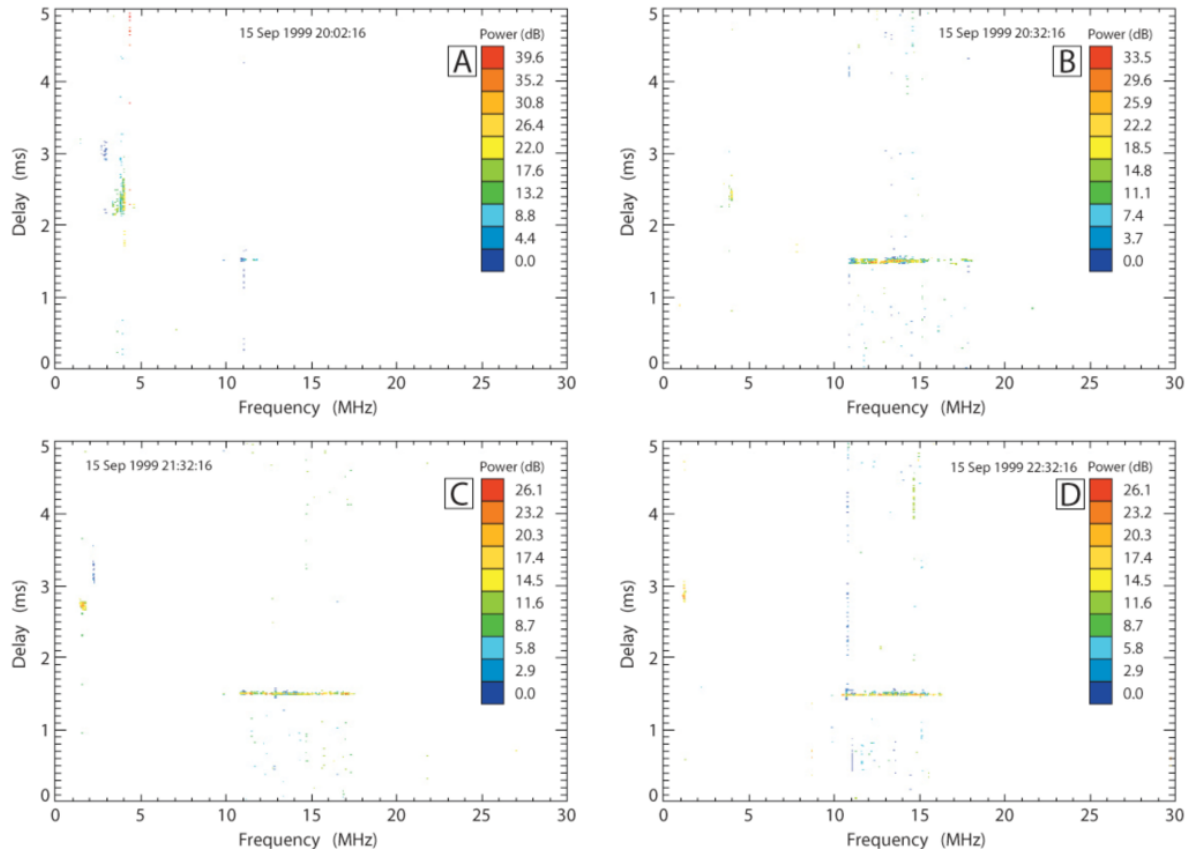 15 Sep 1999 20:02:16
A
Power (dB)
39.6
35.2
30.8
26.4
22.0
17.6
13.2
8.8
4.4
0.0
5
4
3
2
1
0
Delay (ms)
0 5 10 15 20 25 30
Frequency (MHz)
15 Sep 1999 20:32:16
B
Power (dB)
33.5
29.6
25.9
22.2
18.5
14.8
11.1
7.4
3.7
0.0
5
4
3
2
1
0
Delay (ms)
0 5 10 15 20 25 30
Frequency (MHz)
15 Sep 1999 21:32:16
C
Power (dB)
26.1
23.2
20.3
17.4
14.5
11.6
8.7
5.8
2.9
0.0
5
4
3
2
1
0
Delay (ms)
0 5 10 15 20 25 30
Frequency (MHz)
15 Sep 1999 22:32:16
D
Power (dB)
26.1
23.2
20.3
17.4
14.5
11.6
8.7
5.8
2.9
0.0
5
4
3
2
1
0
Delay (ms)
0 5 10 15 20 25 30
Frequency (MHz)